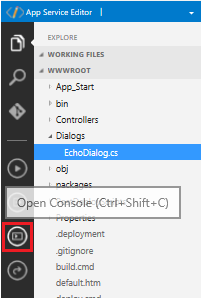 App Service Editor
EXPLORE
WORKING FILES
WWWROOT
App_Start
bin
Controllers
Dialogs
EchoDialog.cs
obj
packages
Open Console (Ctrl+Shift+C)
Properties
.deployment
.gitignore
build.cmd
default.htm